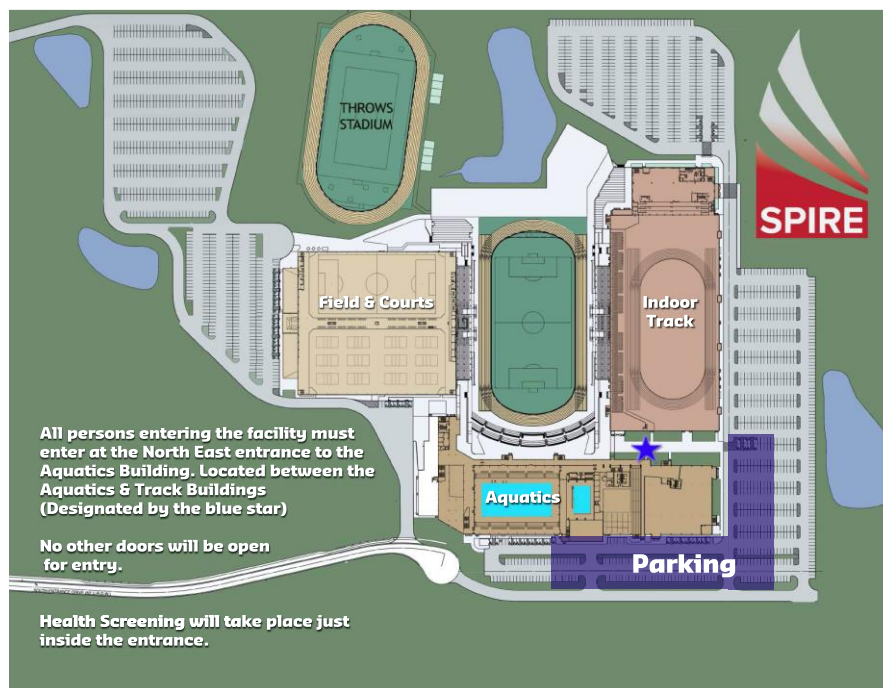 THROWS
STADIUM
SPIRE
Field & Courts
Indoor
Track
All persons entering the facility must
enter at the North East entrance to the
Aquatics Building. Located between the
Aquatics & Track Buildings
(Designated by the blue star)
Aquatics
No other doors will be open
for entry.
Parking
Health Screening will take place just
inside the entrance.